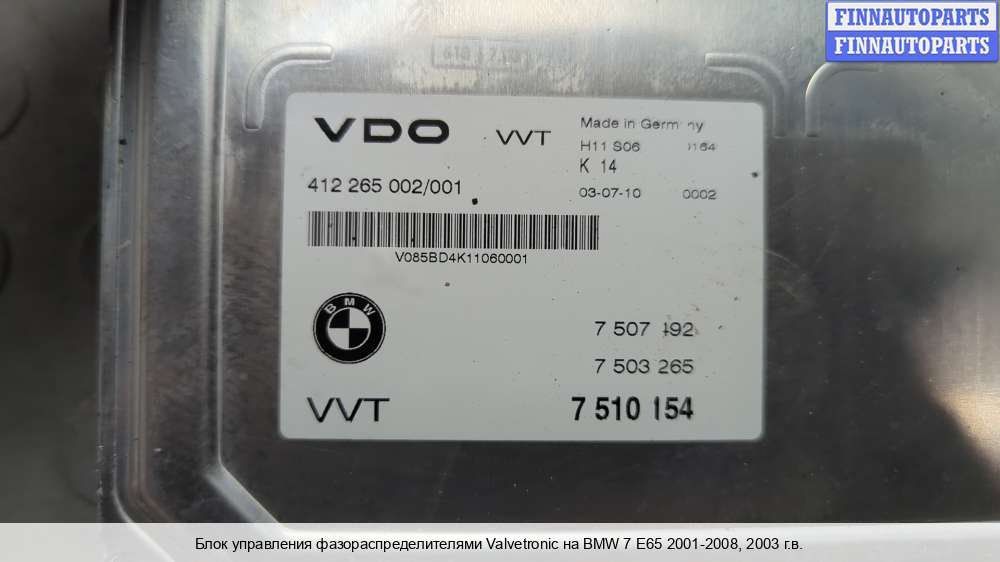 FINNAUTOPARTS
FINNAUTOPARTS
VDO VVT Made in Germany
H11 S06
K 14
412 265 002/001 03-07-10 0002
V085BD4K11060001
BMW
7 507 192
7 503 265
VVT 7 510 154
Блок управления фазораспределителями Valvetronic на BMW 7 E65 2001-2008, 2003 г.в.